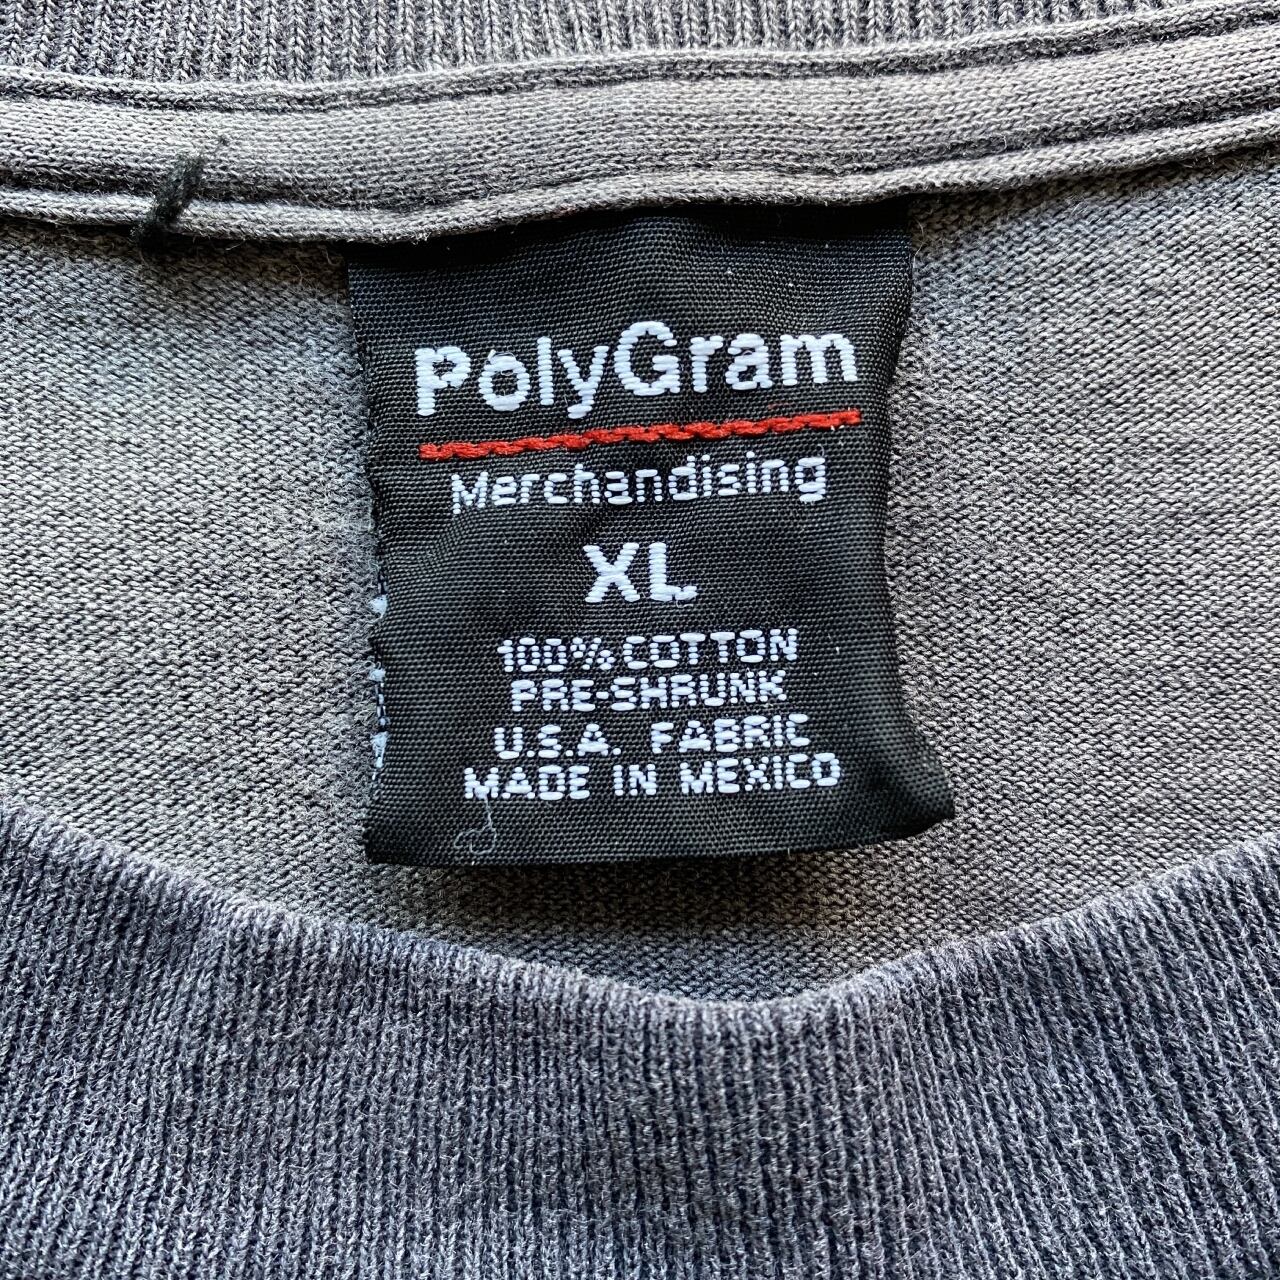 PolyGram
Merchandising
XL
100% COTTON
PRE-SHRUNK
U.S.A. FABRIC
MADE IN MEXICO